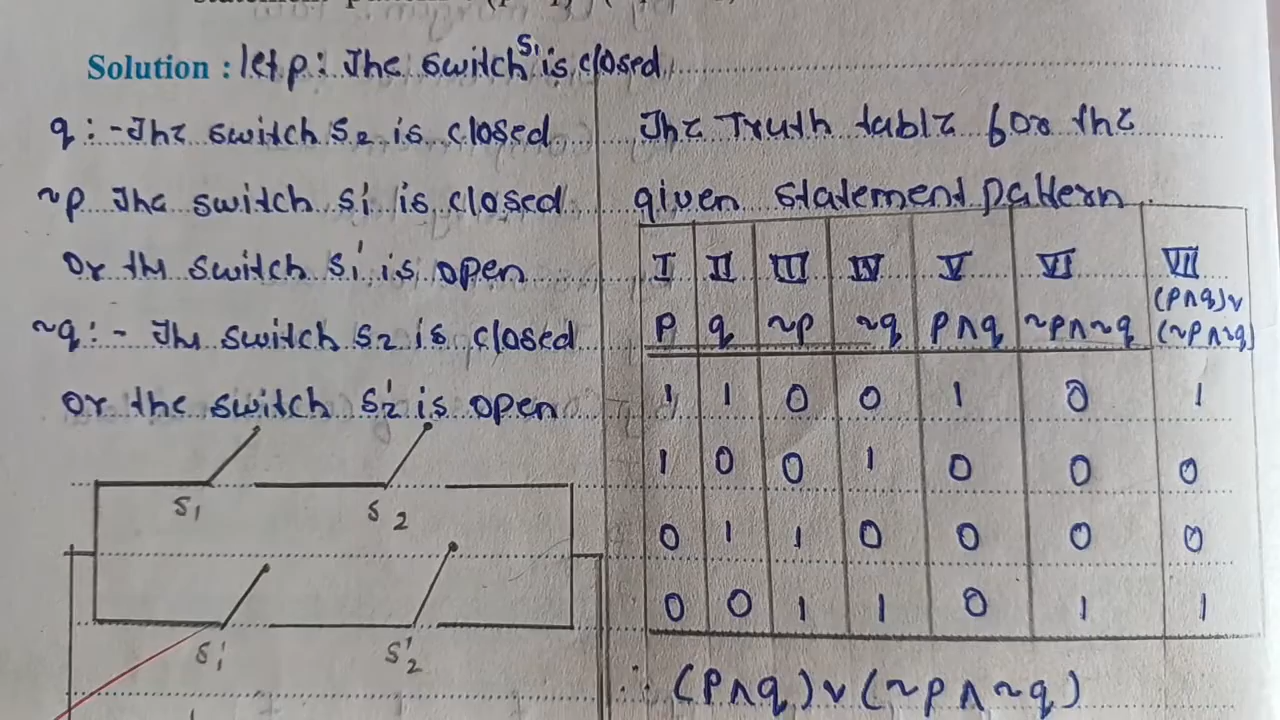 Solution : let p : The switch S1 is closed
q : - The switch S2 is closed
~p The switch S1' is closed
Or the switch S1' is open
~q : - The switch S2 is closed
Or the switch S2' is open
S1 S2
S1' S2'
The Truth table for the
given statement pattern.
I II III IV V VI VII
p q ~p ~q p∧q ~p∧~q (p∧q)∨(~p∧~q)
1 1 0 0 1 0 1
1 0 0 1 0 0 0
0 1 1 0 0 0 0
0 0 1 1 0 1 1
∴ (p∧q)∨(~p∧~q)